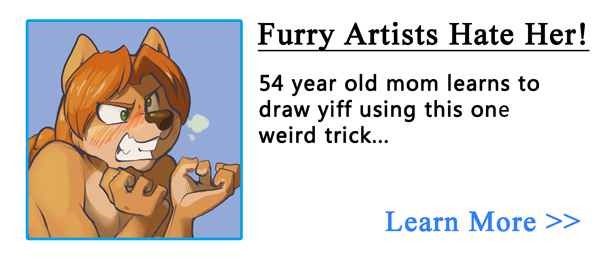 Furry Artists Hate Her!
54 year old mom learns to
draw yiff using this one
weird trick...
Learn More >>